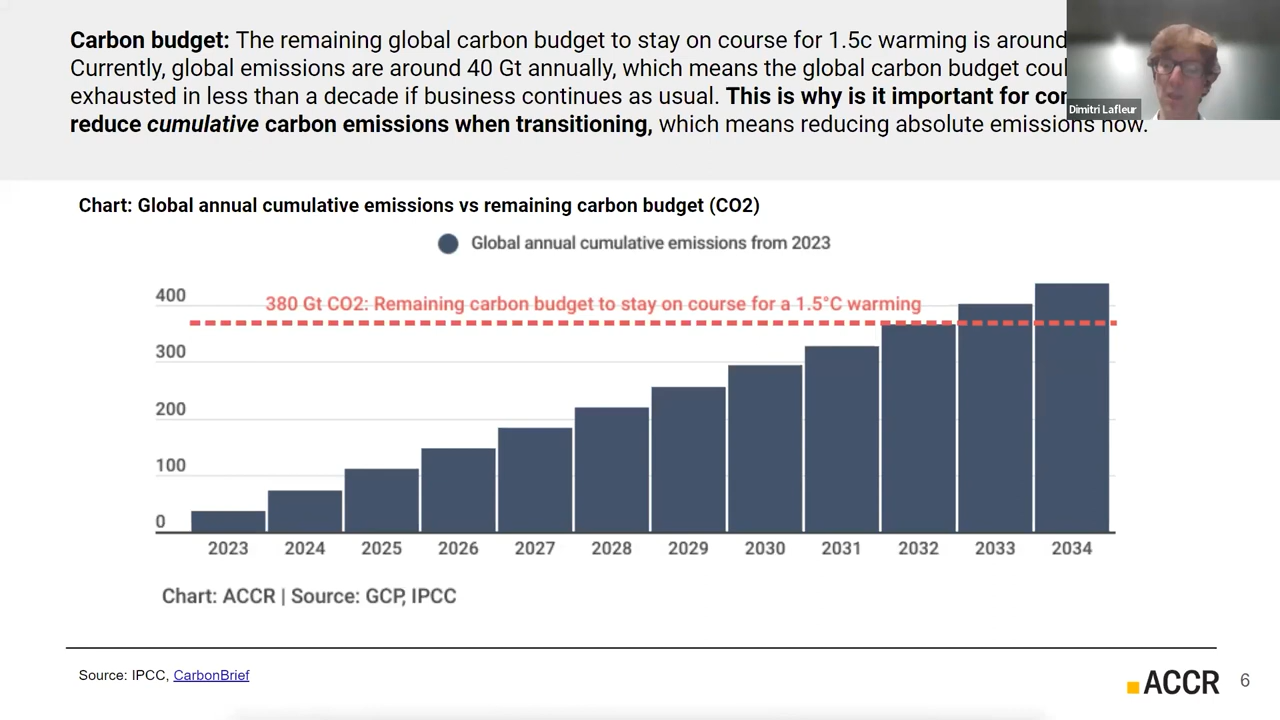 Carbon budget: The remaining global carbon budget to stay on course for 1.5c warming is around
Currently, global emissions are around 40 Gt annually, which means the global carbon budget
exhausted in less than a decade if business continues as usual. This is why is it important for
reduce cumulative carbon emissions when transitioning, which means reducing absolute emissions now.
Dimitri Lafleur
Chart: Global annual cumulative emissions vs remaining carbon budget (CO2)
Global annual cumulative emissions from 2023
400
380 Gt CO2: Remaining carbon budget to stay on course for a 1.5°C warming
300
200
100
0
2023 2024 2025 2026 2027 2028 2029 2030 2031 2032 2033 2034
Chart: ACCR | Source: GCP, IPCC
Source: IPCC, CarbonBrief
ACCR 6